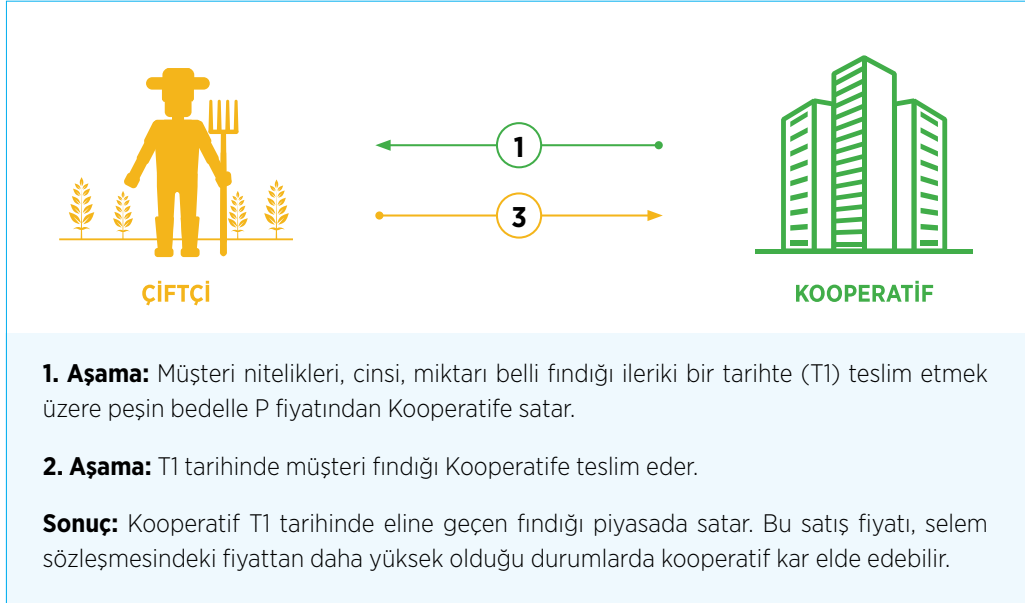 1
3
ÇİFTÇİ
KOOPERATİF
1. Aşama: Müşteri nitelikleri, cinsi, miktarı belli fındığı ileriki bir tarihte (T1) teslim etmek
üzere peşin bedelle P fiyatından Kooperatife satar.
2. Aşama: T1 tarihinde müşteri fındığı Kooperatife teslim eder.
Sonuç: Kooperatif T1 tarihinde eline geçen fındığı piyasada satar. Bu satış fiyatı, selem
sözleşmesindeki fiyattan daha yüksek olduğu durumlarda kooperatif kar elde edebilir.